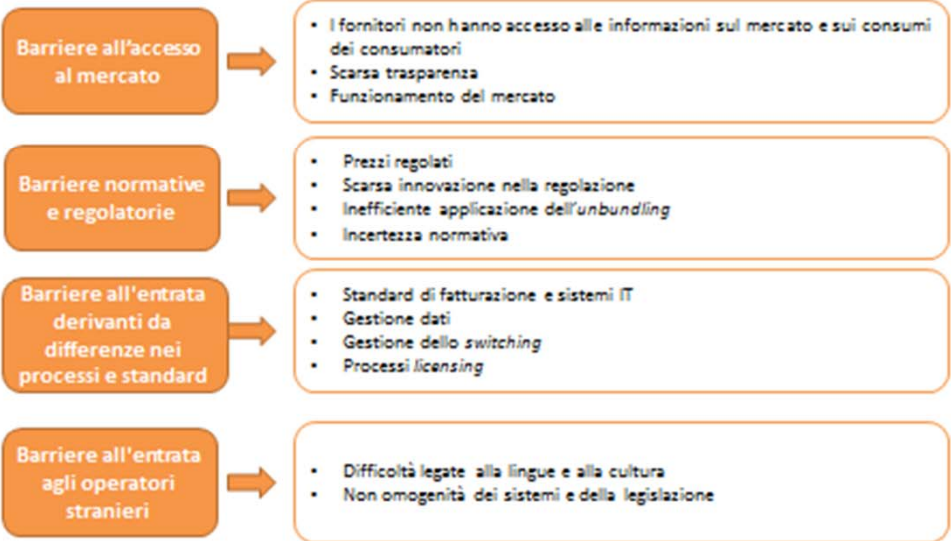 Barriere all'accesso
al mercato
• I fornitori non hanno accesso alle informazioni sul mercato e sui consumi
dei consumatori
• Scarsa trasparenza
• Funzionamento del mercato
Barriere normative
e regolatorie
• Prezzi regolati
• Scarsa innovazione nella regolazione
• Inefficiente applicazione dell'unbundling
• Incertezza normativa
Barriere all'entrata
derivanti da
differenze nei
processi e standard
• Standard di fatturazione e sistemi IT
• Gestione dati
• Gestione dello switching
• Processi licensing
Barriere all'entrata
agli operatori
stranieri
• Difficoltà legate alla lingue e alla cultura
• Non omogenità dei sistemi e della legislazione